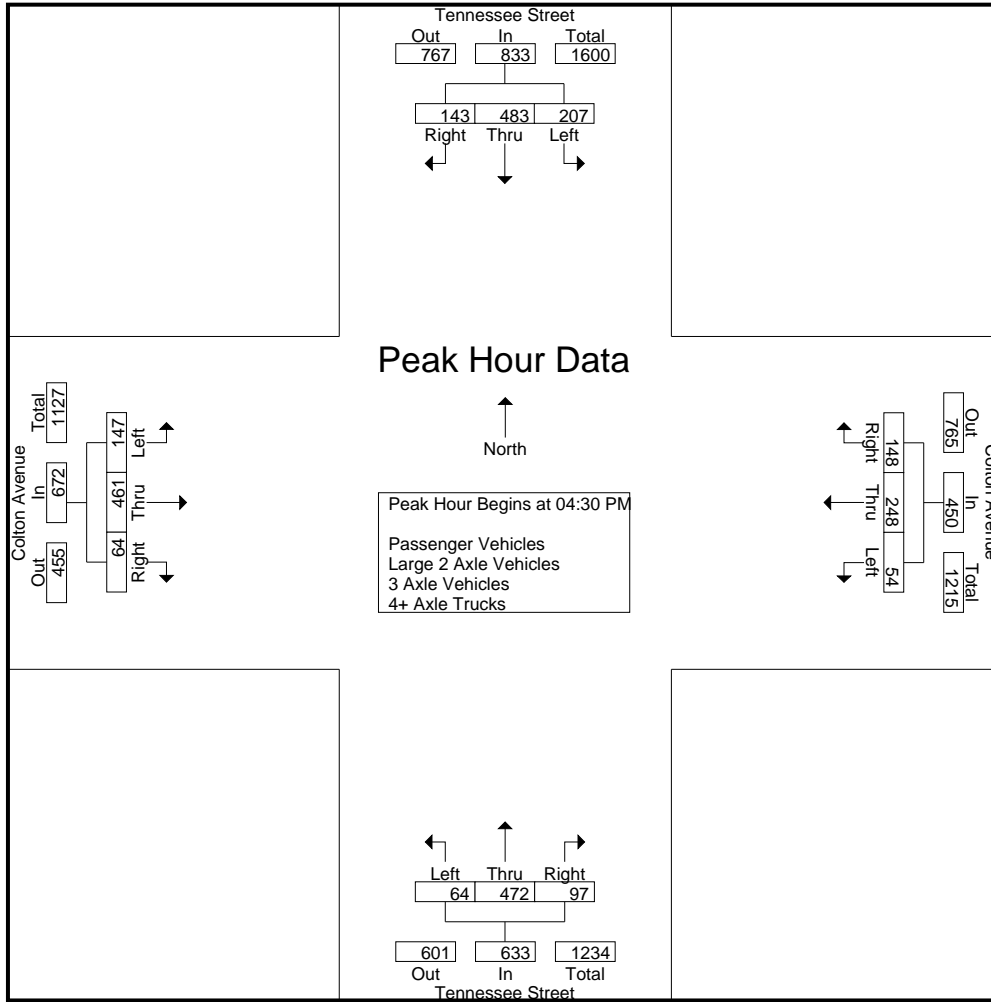 Tennessee Street
Out In Total
767 833 1600
143 483 207
Right Thru Left
Peak Hour Data
North
Peak Hour Begins at 04:30 PM
Passenger Vehicles
Large 2 Axle Vehicles
3 Axle Vehicles
4+ Axle Trucks
Colton Avenue
Out In Total
455 672 1127
64 461 147
Right Thru Left
Colton Avenue
Out In Total
765 450 1215
148 248 54
Right Thru Left
Left Thru Right
64 472 97
601 633 1234
Out In Total
Tennessee Street